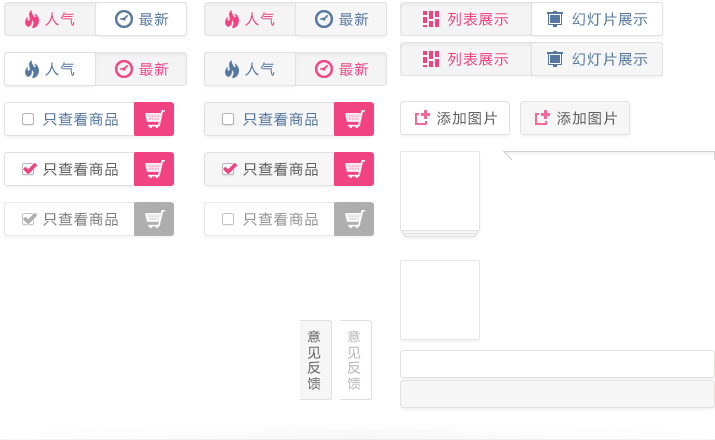 人气 最新 人气 最新 列表展示 幻灯片展示
人气 最新 人气 最新 列表展示 幻灯片展示
只查看商品 只查看商品 添加图片 添加图片
只查看商品 只查看商品
只查看商品 只查看商品
意见反馈 意见反馈